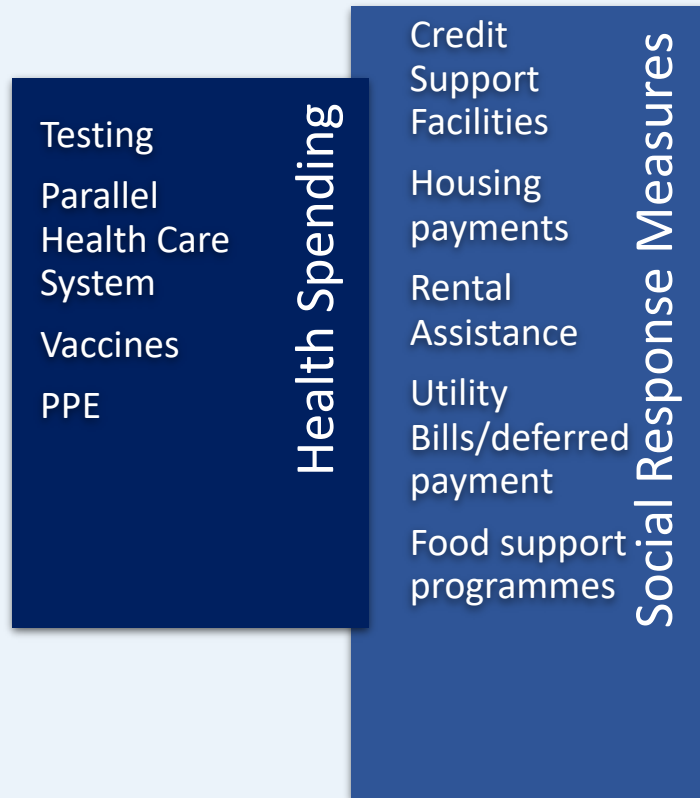 Testing
Parallel
Health Care
System
Vaccines
PPE
Health Spending
Credit
Support
Facilities
Housing
payments
Rental
Assistance
Utility
Bills/deferred
payment
Food support
programmes
Social Response Measures